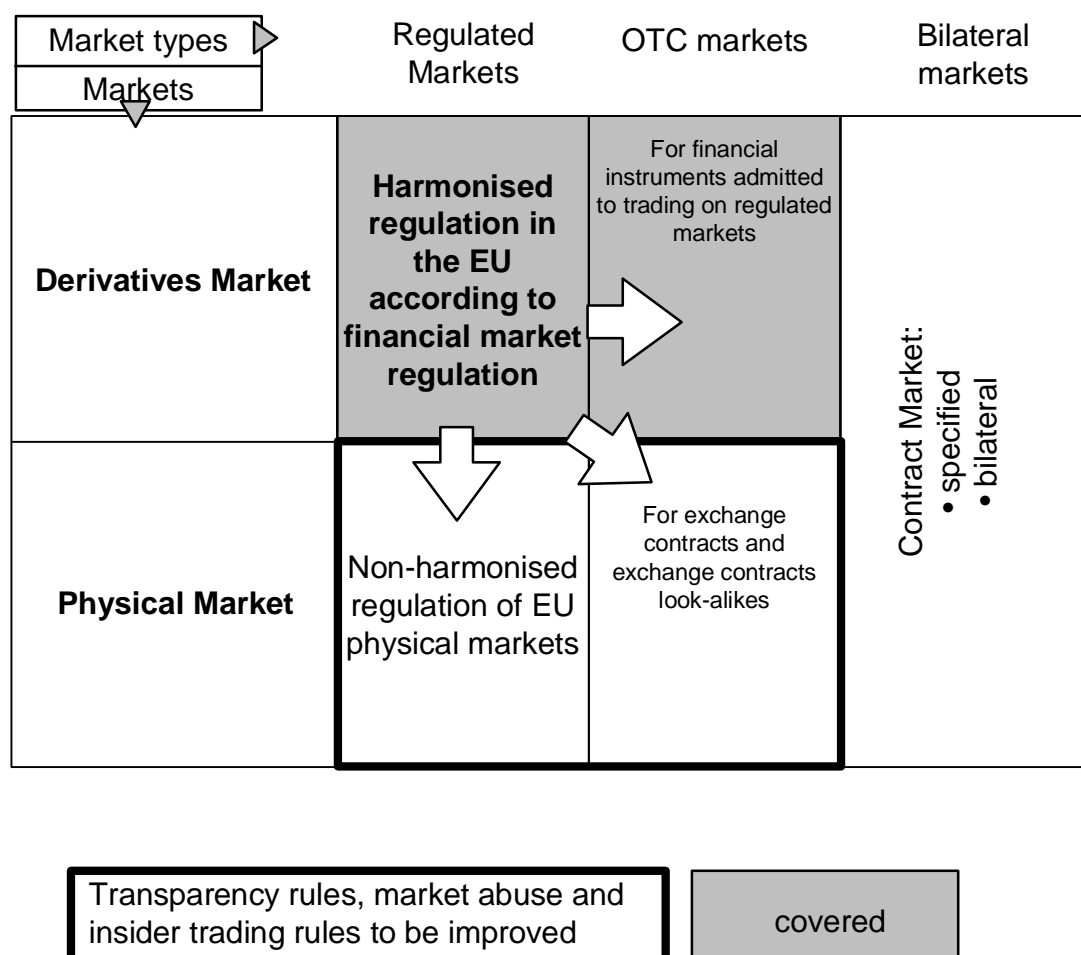 Market types
Markets
Regulated
Markets
OTC markets
Bilateral
markets
Derivatives Market
Harmonised
regulation in
the EU
according to
financial market
regulation
For financial
instruments admitted
to trading on regulated
markets
Contract Market:
• specified
• bilateral
Physical Market
Non-harmonised
regulation of EU
physical markets
For exchange
contracts and
exchange contracts
look-alikes
Transparency rules, market abuse and
insider trading rules to be improved
covered